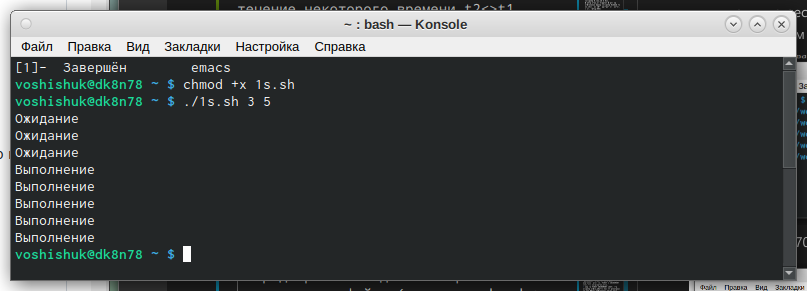 течение некоторого времени t2<>t1
~ : bash — Konsole
Файл Правка Вид Закладки Настройка Справка
[1]- Завершён emacs
voshishuk@dk8n78 ~ $ chmod +x 1s.sh
voshishuk@dk8n78 ~ $ ./1s.sh 3 5
Ожидание
Ожидание
Ожидание
Выполнение
Выполнение
Выполнение
Выполнение
Выполнение
voshishuk@dk8n78 ~ $
Файл Правка Вид Закладки